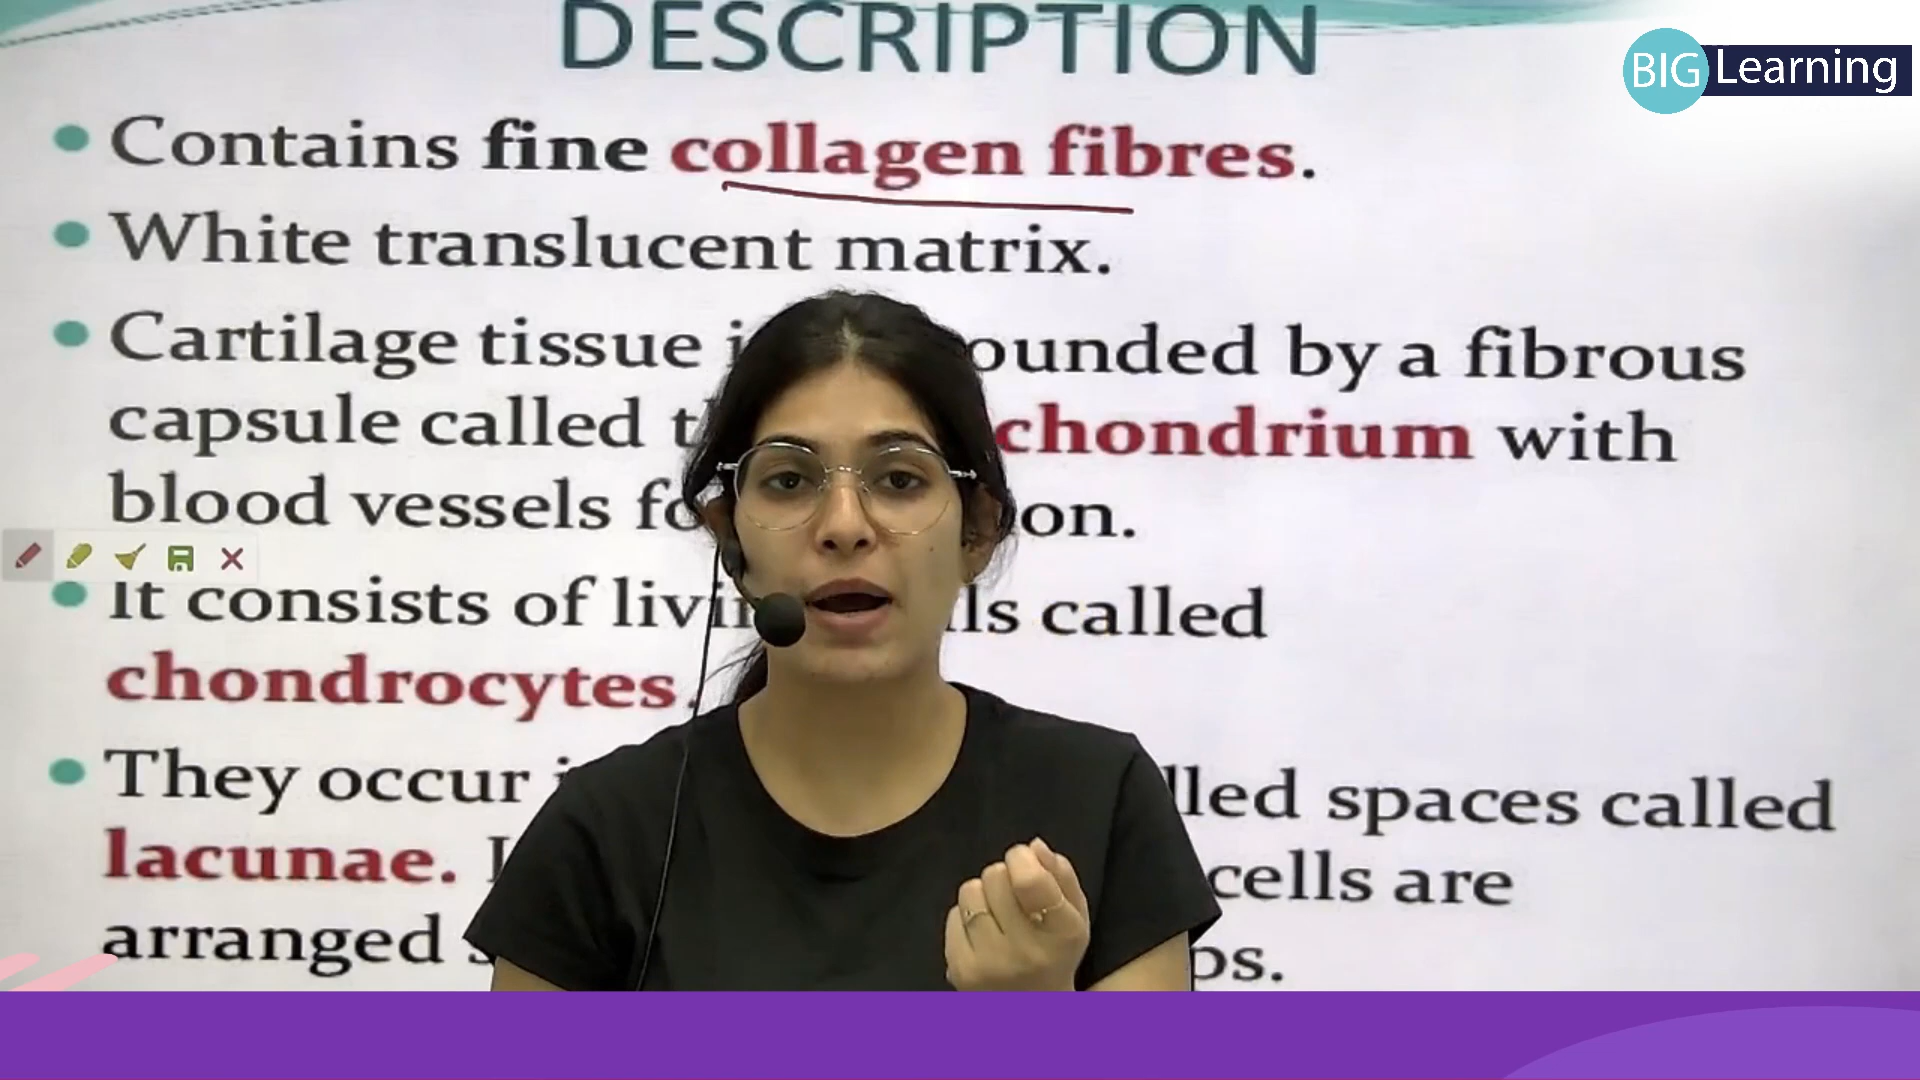 DESCRIPTION
BIG Learning
Contains fine collagen fibres.
White translucent matrix.
Cartilage tissue ounded by a fibrous
capsule called chondrium with
blood vessels on.
It consists of ls called
chondrocytes.
They occur lled spaces called
lacunae. cells are
arranged ps.